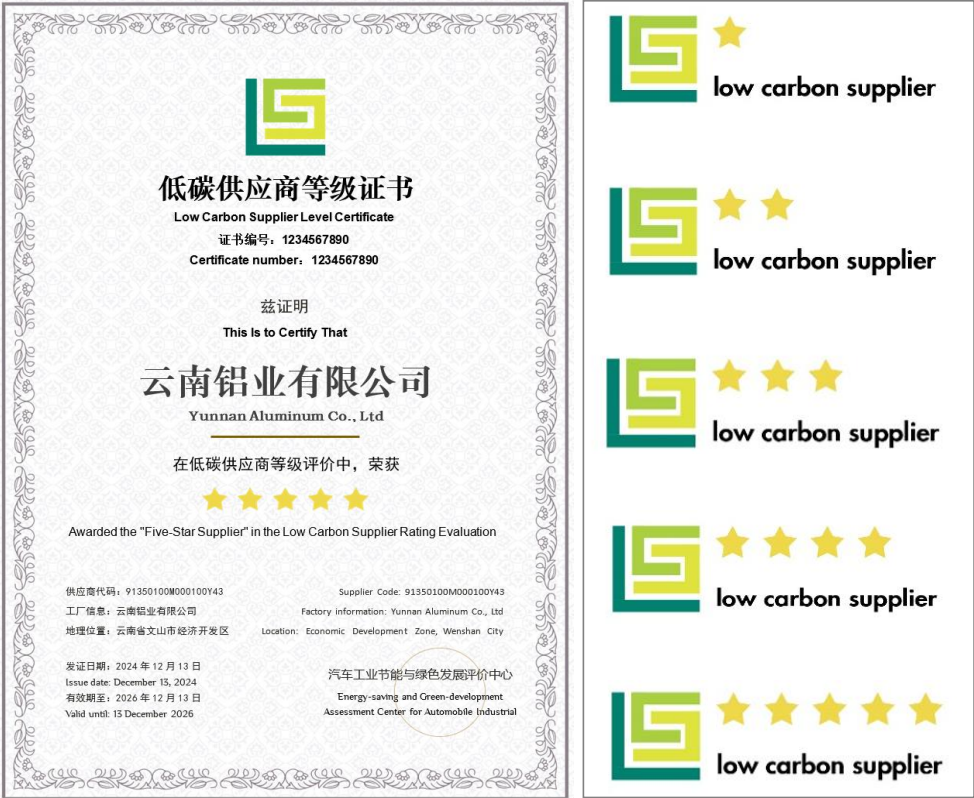 低碳供应商等级证书
Low Carbon Supplier Level Certificate
证书编号：1234567890
Certificate number：1234567890
兹证明
This Is to Certify That
云南铝业有限公司
Yunnan Aluminum Co., Ltd
在低碳供应商等级评价中，荣获
Awarded the "Five-Star Supplier" in the Low Carbon Supplier Rating Evaluation
供应商代码：91350100M000100Y43
工厂信息：云南铝业有限公司
地理位置：云南省文山市经济开发区
Supplier Code: 91350100M000100Y43
Factory information: Yunnan Aluminum Co., Ltd
Location: Economic Development Zone, Wenshan City
发证日期：2024 年 12 月 13 日
Issue date: December 13, 2024
有效期至：2026 年 12 月 13 日
Valid until: 13 December 2026
汽车工业节能与绿色发展评价中心
Energy-saving and Green-development
Assessment Center for Automobile Industrial
low carbon supplier
low carbon supplier
low carbon supplier
low carbon supplier
low carbon supplier